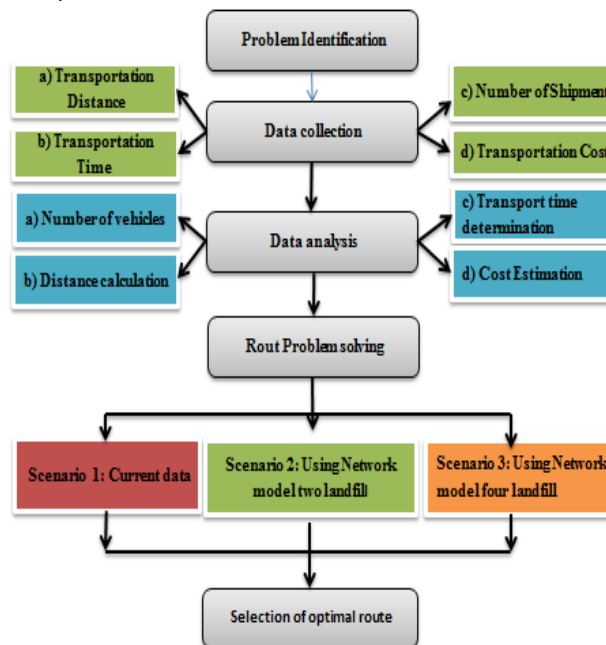 Problem Identification
a) Transportation
Distance
c) Number of Shipment
Data collection
b) Transportation
Time
d) Transportation Cost
a) Number of vehicles
c) Transport time
determination
Data analysis
b) Distance calculation
d) Cost Estimation
Rout Problem solving
Scenario 1: Current data
Scenario 2: Using Network
model two landfill
Scenario 3: Using Network
model four landfill
Selection of optimal route